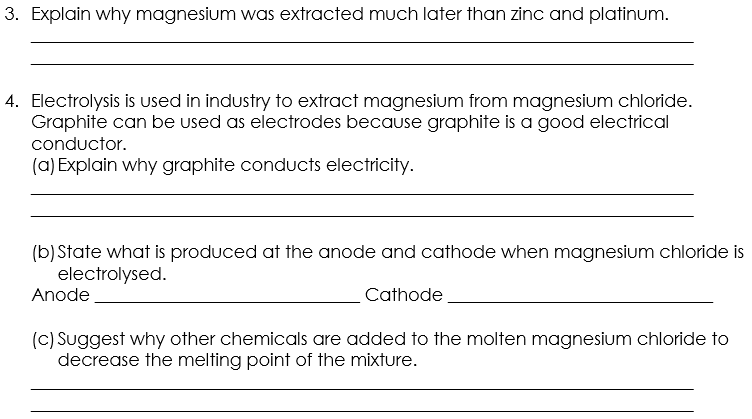 3. Explain why magnesium was extracted much later than zinc and platinum.
4. Electrolysis is used in industry to extract magnesium from magnesium chloride.
Graphite can be used as electrodes because graphite is a good electrical
conductor.
(a) Explain why graphite conducts electricity.
(b) State what is produced at the anode and cathode when magnesium chloride is
electrolysed.
Anode ____________________________ Cathode ____________________________
(c) Suggest why other chemicals are added to the molten magnesium chloride to
decrease the melting point of the mixture.